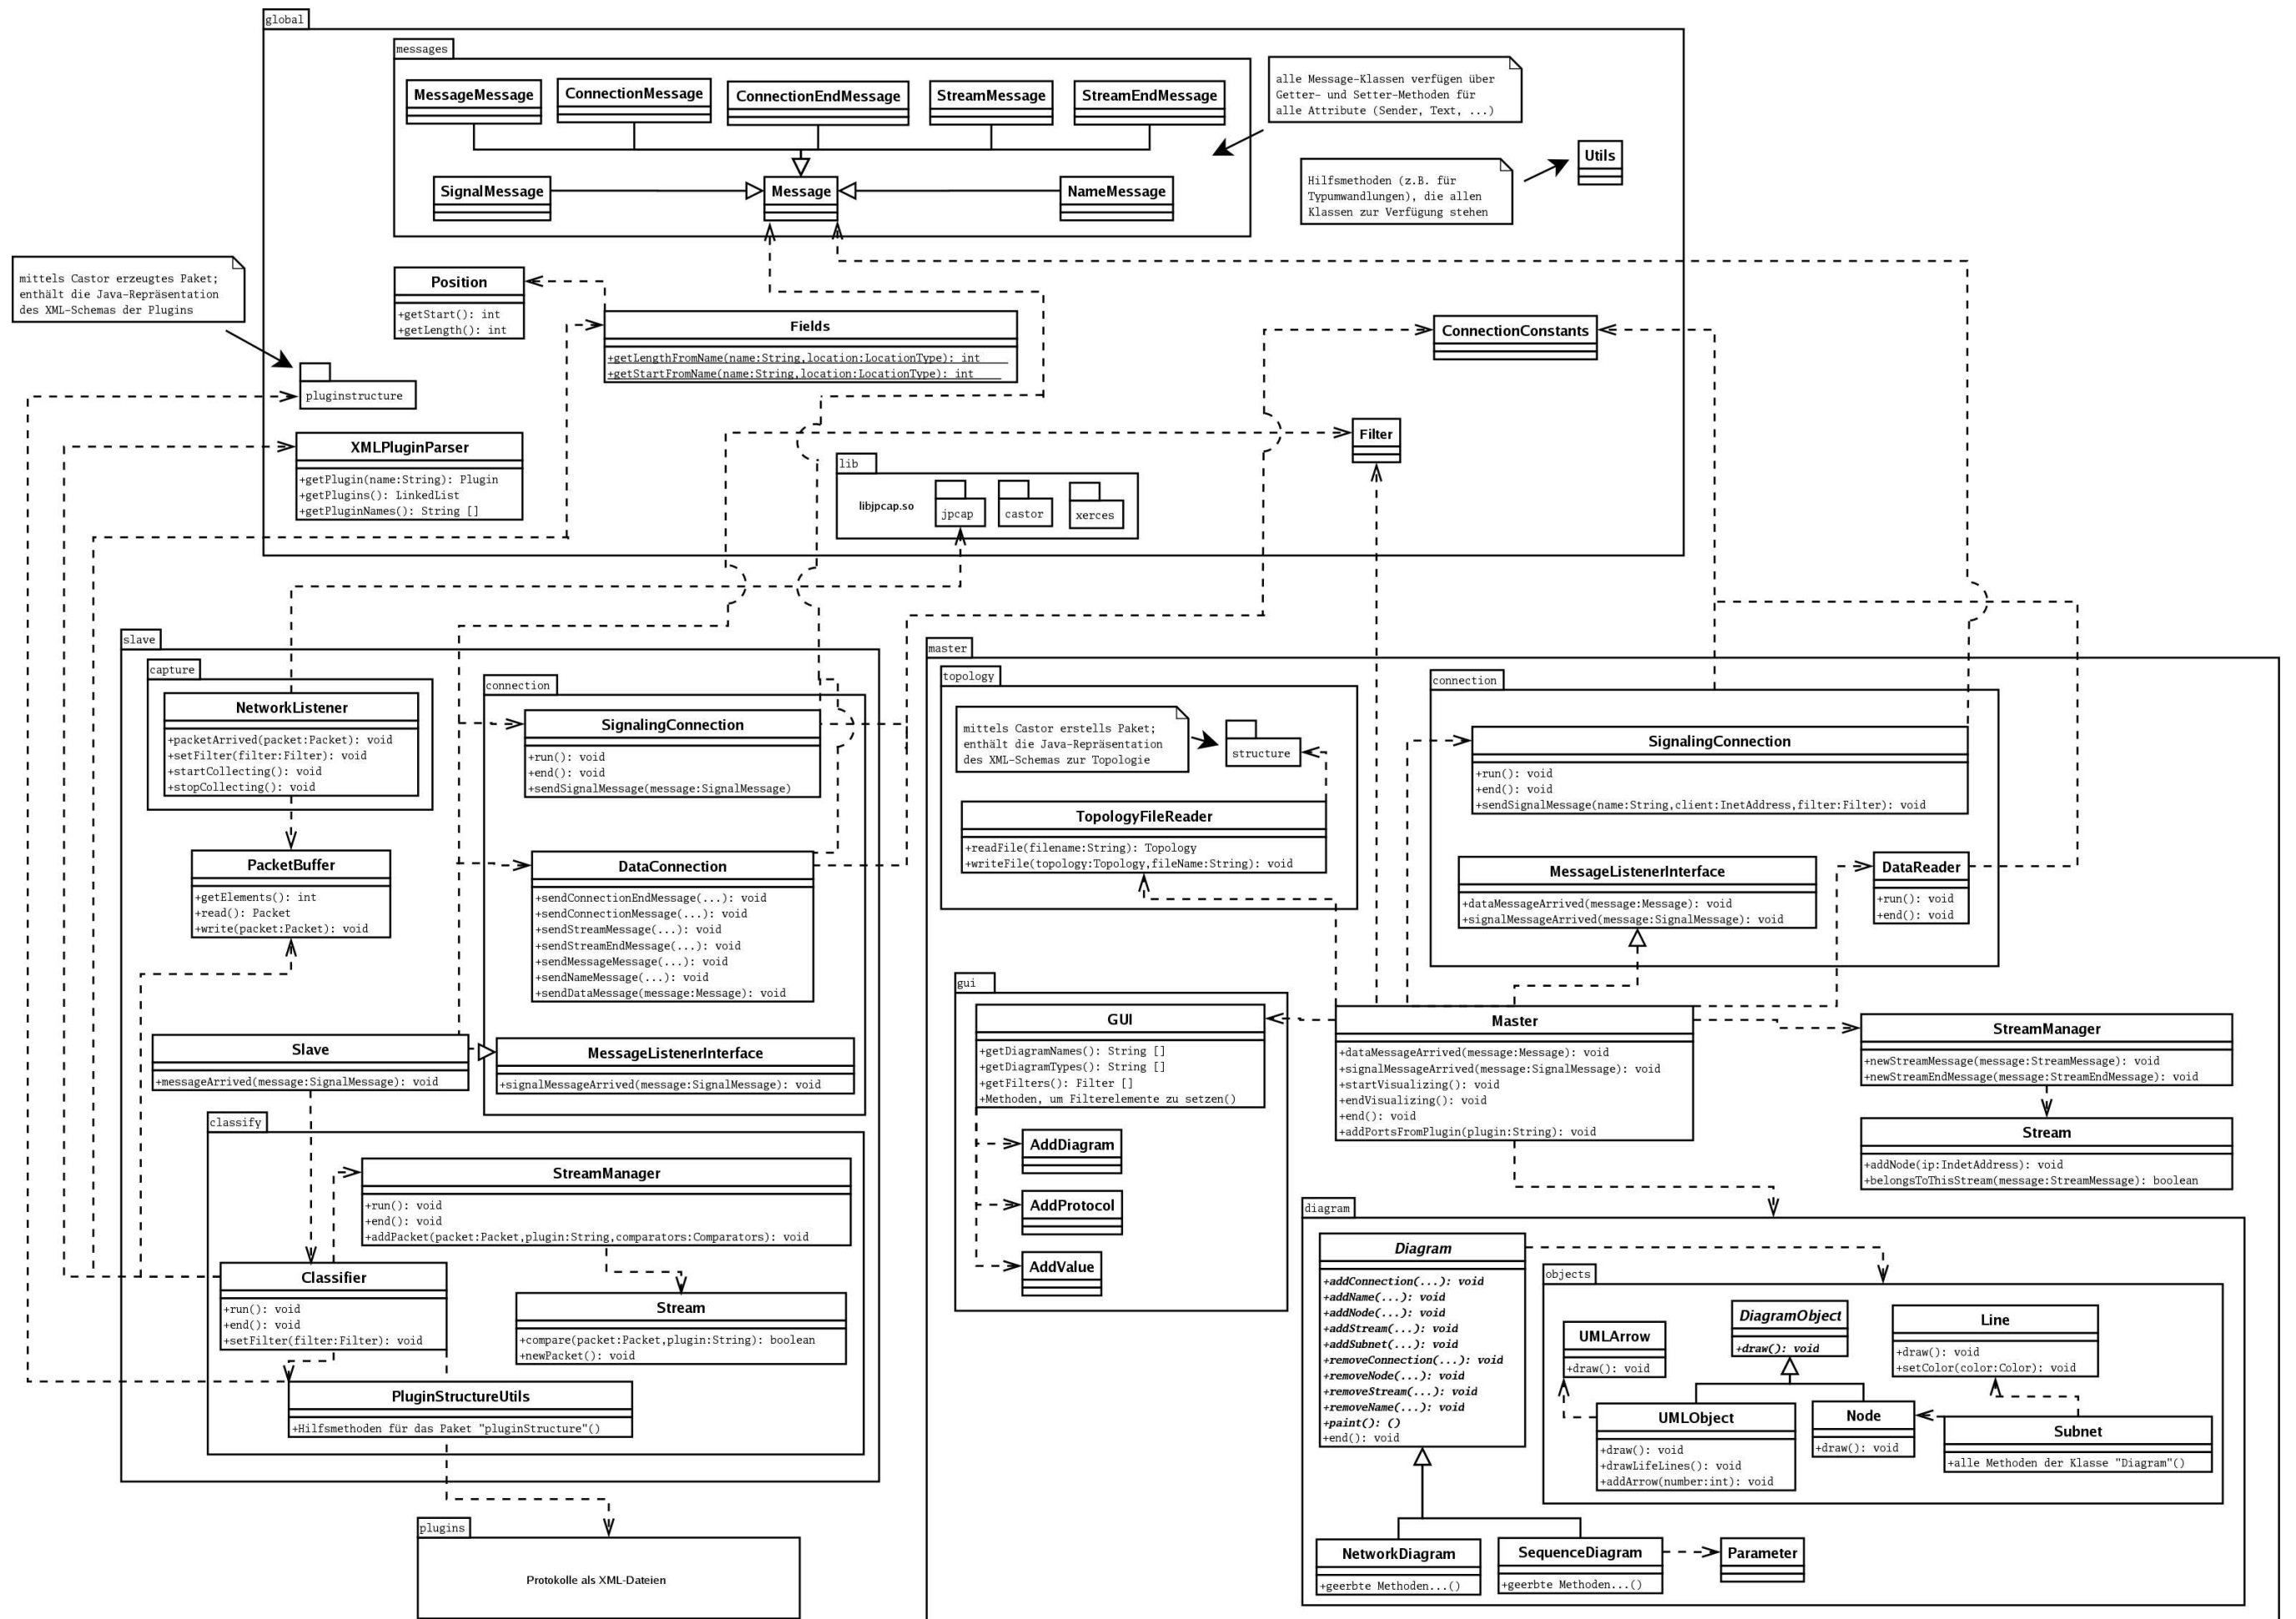 global
messages
MessageMessage
ConnectionMessage
ConnectionEndMessage
StreamMessage
StreamEndMessage
SignalMessage
Message
NameMessage
alle Message-Klassen verfügen über
Getter- und Setter-Methoden für
alle Attribute (Sender, Text, ...)
Utils
Hilfsmethoden (z.B. für
Typumwandlungen), die allen
Klassen zur Verfügung stehen
mittels Castor erzeugtes Paket;
enthält die Java-Repräsentation
des XML-Schemas der Plugins
Position
+getStart(): int
+getLength(): int
Fields
+getLengthFromName(name:String,location:LocationType): int
+getStartFromName(name:String,location:LocationType): int
ConnectionConstants
pluginstructure
XMLPluginParser
+getPlugin(name:String): Plugin
+getPlugins(): LinkedList
+getPluginNames(): String []
Filter
lib
libjpcap.so
jpcap
castor
xerces
slave
capture
NetworkListener
+packetArrived(packet:Packet): void
+setFilter(filter:Filter): void
+startCollecting(): void
+stopCollecting(): void
PacketBuffer
+getElements(): int
+read(): Packet
+write(packet:Packet): void
connection
SignalingConnection
+run(): void
+end(): void
+sendSignalMessage(message:SignalMessage)
DataConnection
+sendConnectionEndMessage(...): void
+sendConnectionMessage(...): void
+sendStreamMessage(...): void
+sendStreamEndMessage(...): void
+sendMessageMessage(...): void
+sendNameMessage(...): void
+sendDataMessage(message:Message): void
MessageListenerInterface
+signalMessageArrived(message:SignalMessage): void
Slave
+messageArrived(message:SignalMessage): void
classify
StreamManager
+run(): void
+end(): void
+addPacket(packet:Packet,plugin:String,comparators:Comparators): void
Classifier
+run(): void
+end(): void
+setFilter(filter:Filter): void
Stream
+compare(packet:Packet,plugin:String): boolean
+newPacket(): void
PluginStructureUtils
+Hilfsmethoden für das Paket "pluginStructure"()
plugins
Protokolle als XML-Dateien
master
topology
mittels Castor erstells Paket;
enthält die Java-Repräsentation
des XML-Schemas zur Topologie
structure
TopologyFileReader
+readFile(filename:String): Topology
+writeFile(topology:Topology,fileName:String): void
connection
SignalingConnection
+run(): void
+end(): void
+sendSignalMessage(name:String,client:InetAddress,filter:Filter): void
MessageListenerInterface
+dataMessageArrived(message:Message): void
+signalMessageArrived(message:SignalMessage): void
DataReader
+run(): void
+end(): void
gui
GUI
+getDiagramNames(): String []
+getDiagramTypes(): String []
+getFilters(): Filter []
+Methoden, um Filterelemente zu setzen()
AddDiagram
AddProtocol
AddValue
Master
+dataMessageArrived(message:Message): void
+signalMessageArrived(message:SignalMessage): void
+startVisualizing(): void
+endVisualizing(): void
+end(): void
+addPortsFromPlugin(plugin:String): void
StreamManager
+newStreamMessage(message:StreamMessage): void
+newStreamEndMessage(message:StreamEndMessage): void
Stream
+addNode(ip:IndetAddress): void
+belongsToThisStream(message:StreamMessage): boolean
diagram
Diagram
+addConnection(...): void
+addName(...): void
+addNode(...): void
+addStream(...): void
+addSubnet(...): void
+removeConnection(...): void
+removeNode(...): void
+removeStream(...): void
+removeName(...): void
+paint(): ()
+end(): void
objects
UMLArrow
+draw(): void
DiagramObject
+draw(): void
Line
+draw(): void
+setColor(color:Color): void
UMLObject
+draw(): void
+drawLifeLines(): void
+addArrow(number:int): void
Node
+draw(): void
Subnet
+alle Methoden der Klasse "Diagram"()
NetworkDiagram
+geerbte Methoden...()
SequenceDiagram
+geerbte Methoden...()
Parameter